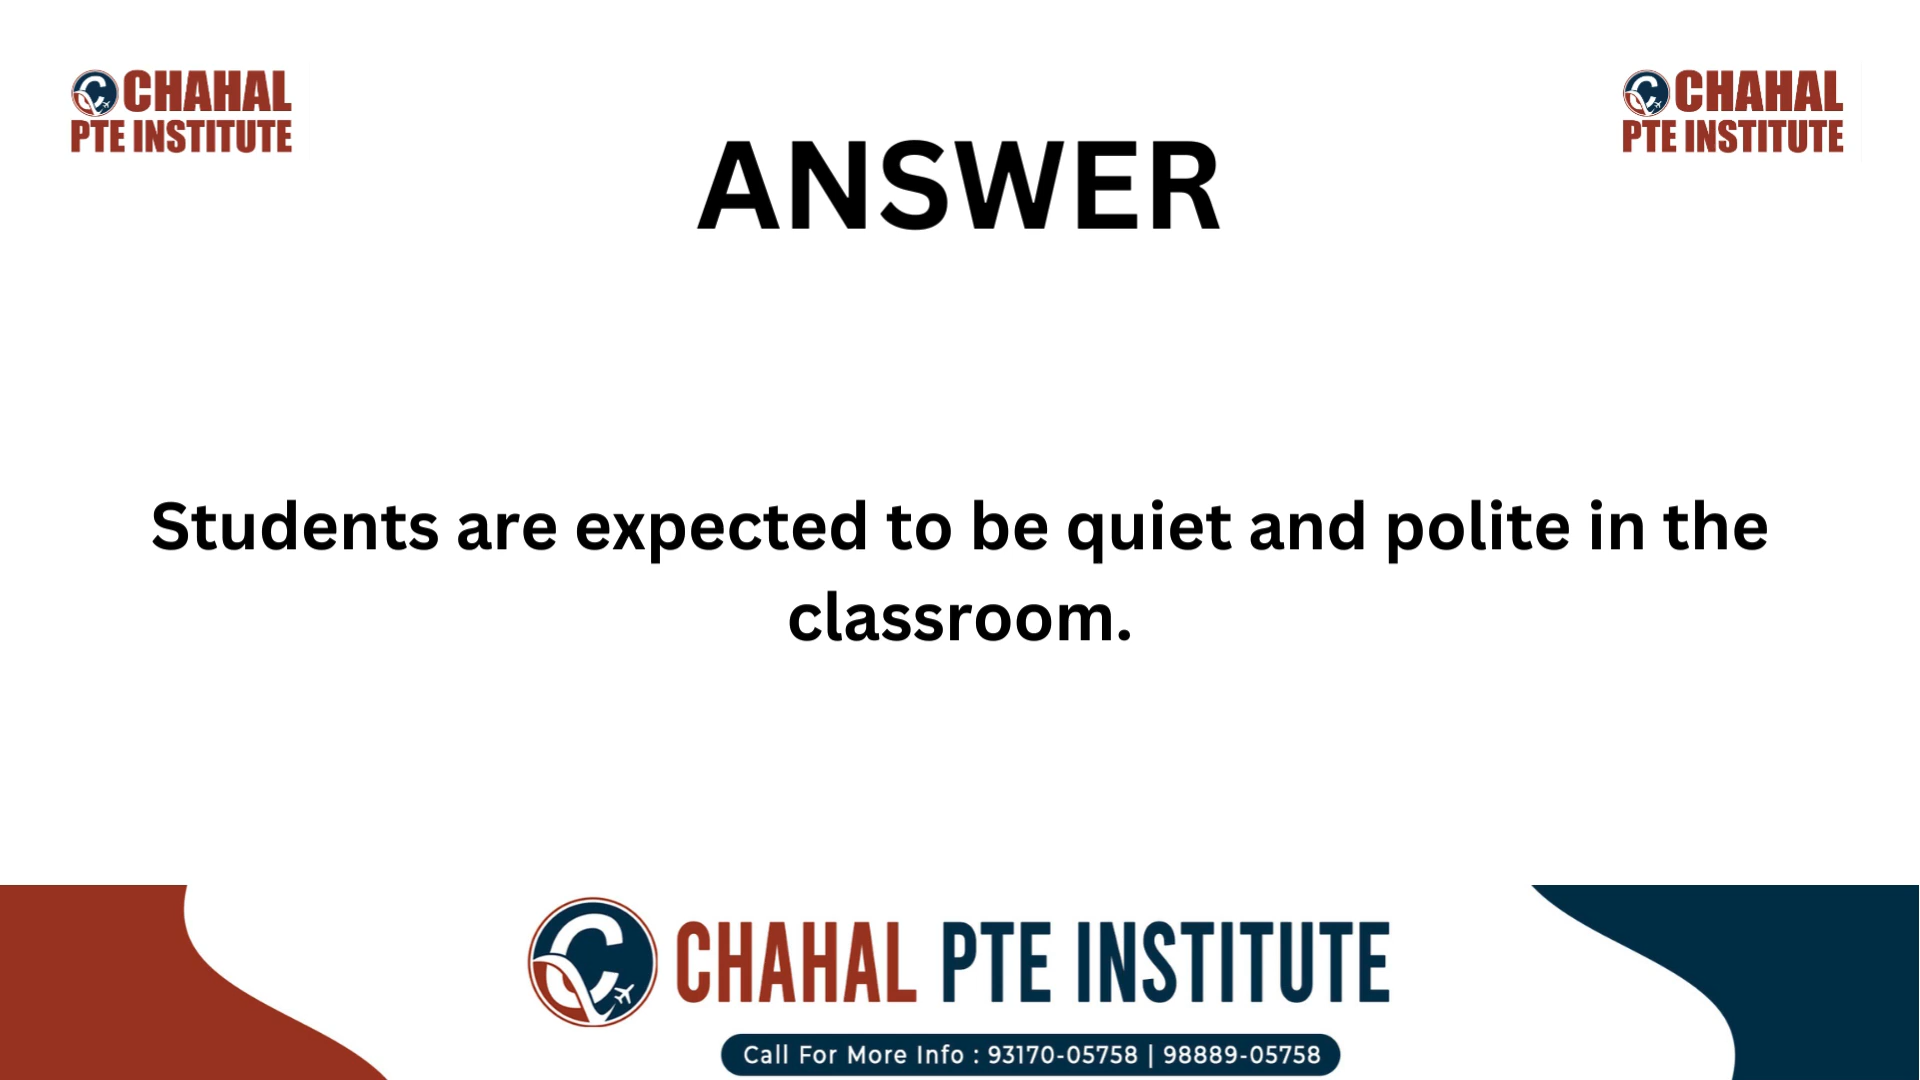 CHAHAL
PTE INSTITUTE
CHAHAL
PTE INSTITUTE
ANSWER
Students are expected to be quiet and polite in the
classroom.
CHAHAL PTE INSTITUTE
Call For More Info : 93170-05758 | 98889-05758